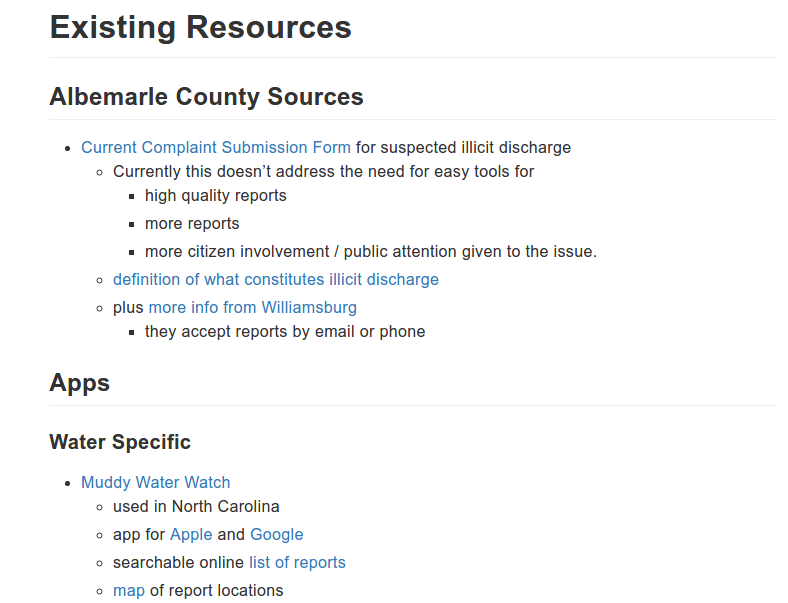 Existing Resources
Albemarle County Sources
Current Complaint Submission Form for suspected illicit discharge
Currently this doesn’t address the need for easy tools for
high quality reports
more reports
more citizen involvement / public attention given to the issue.
definition of what constitutes illicit discharge
plus more info from Williamsburg
they accept reports by email or phone
Apps
Water Specific
Muddy Water Watch
used in North Carolina
app for Apple and Google
searchable online list of reports
map of report locations